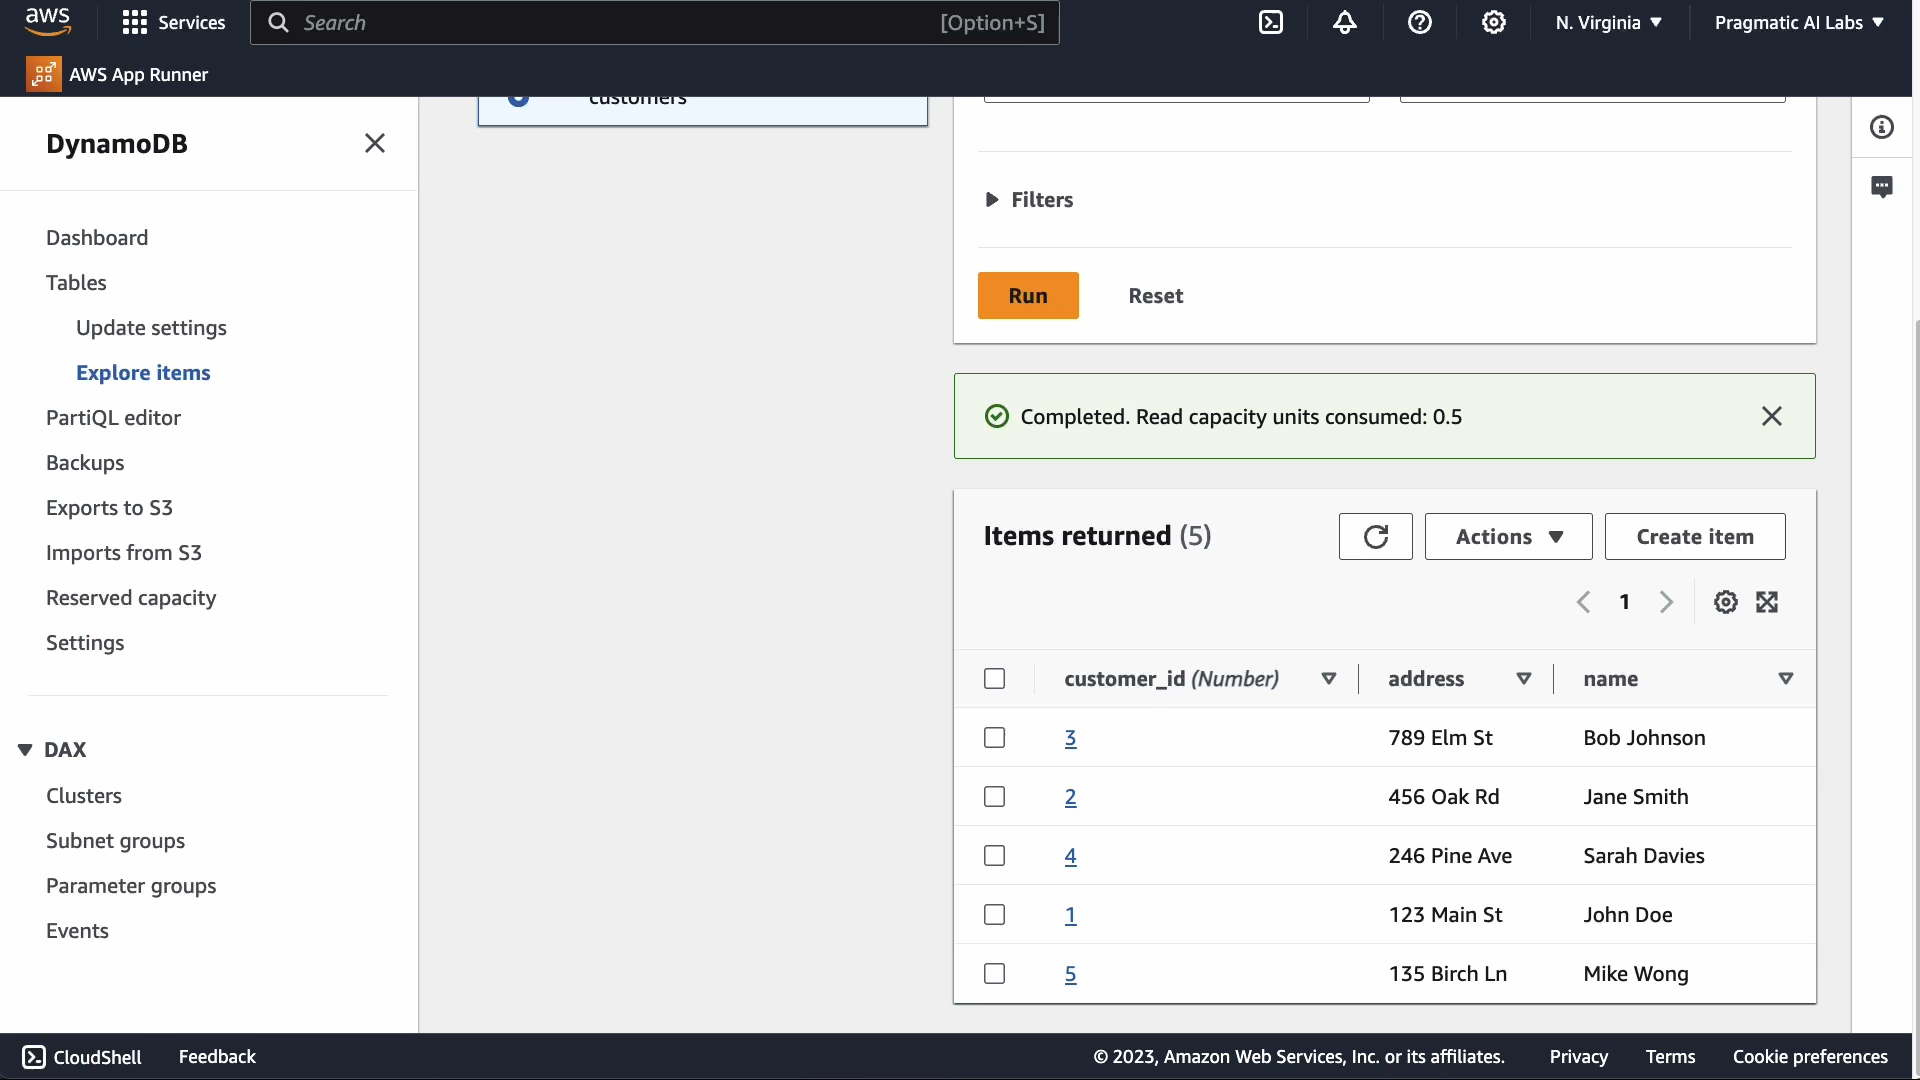 aws
Services
Search
[Option+S]
N. Virginia
Pragmatic AI Labs
AWS App Runner
DynamoDB
Dashboard
Tables
Update settings
Explore items
PartiQL editor
Backups
Exports to S3
Imports from S3
Reserved capacity
Settings
DAX
Clusters
Subnet groups
Parameter groups
Events
customers
Filters
Run
Reset
Completed. Read capacity units consumed: 0.5
Items returned (5)
Actions
Create item
1
customer_id (Number) address name
3 789 Elm St Bob Johnson
2 456 Oak Rd Jane Smith
4 246 Pine Ave Sarah Davies
1 123 Main St John Doe
5 135 Birch Ln Mike Wong
CloudShell
Feedback
© 2023, Amazon Web Services, Inc. or its affiliates.
Privacy
Terms
Cookie preferences